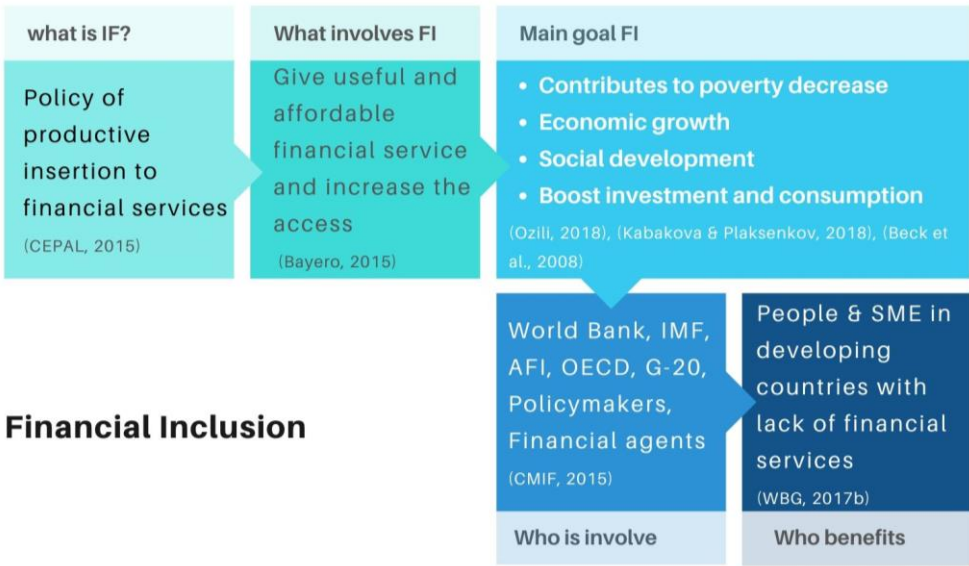 what is IF?
Policy of
productive
insertion to
financial services
(CEPAL, 2015)
What involves FI
Give useful and
affordable
financial service
and increase the
access
(Bayero, 2015)
Main goal FI
• Contributes to poverty decrease
• Economic growth
• Social development
• Boost investment and consumption
(Ozili, 2018), (Kabakova & Plaksenkov, 2018), (Beck et
al., 2008)
World Bank, IMF,
AFI, OECD, G-20,
Policymakers,
Financial agents
(CMIF, 2015)
Who is involve
People & SME in
developing
countries with
lack of financial
services
(WBG, 2017b)
Who benefits
Financial Inclusion